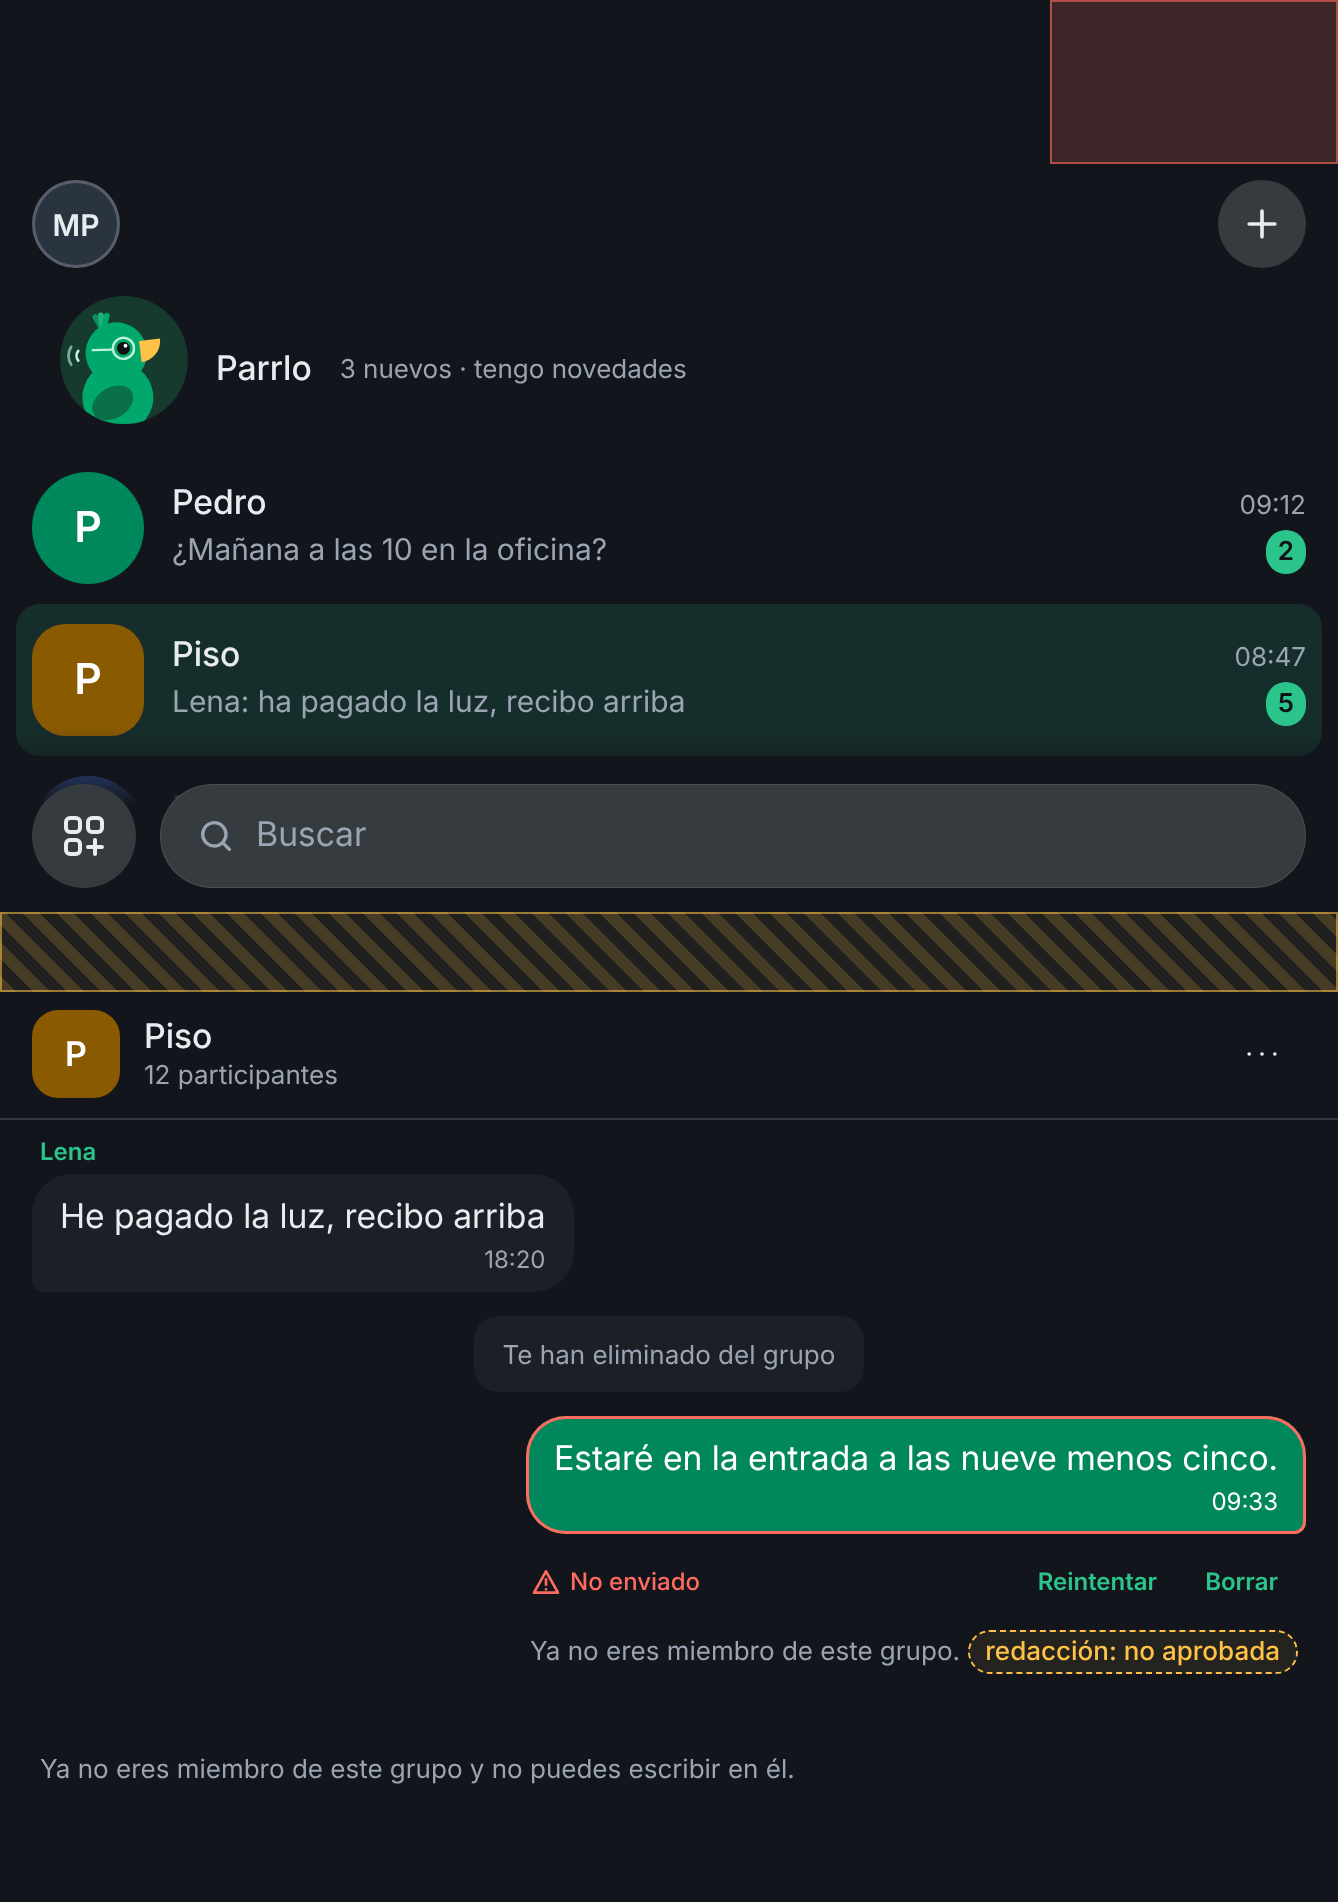 MP
Parrlo 3 nuevos · tengo novedades
P
Pedro 09:12
¿Mañana a las 10 en la oficina? 2
P
Piso 08:47
Lena: ha pagado la luz, recibo arriba 5
Buscar
P
Piso
12 participantes
Lena
He pagado la luz, recibo arriba
18:20
Te han eliminado del grupo
Estaré en la entrada a las nueve menos cinco.
09:33
No enviado Reintentar Borrar
Ya no eres miembro de este grupo. redacción: no aprobada
Ya no eres miembro de este grupo y no puedes escribir en él.